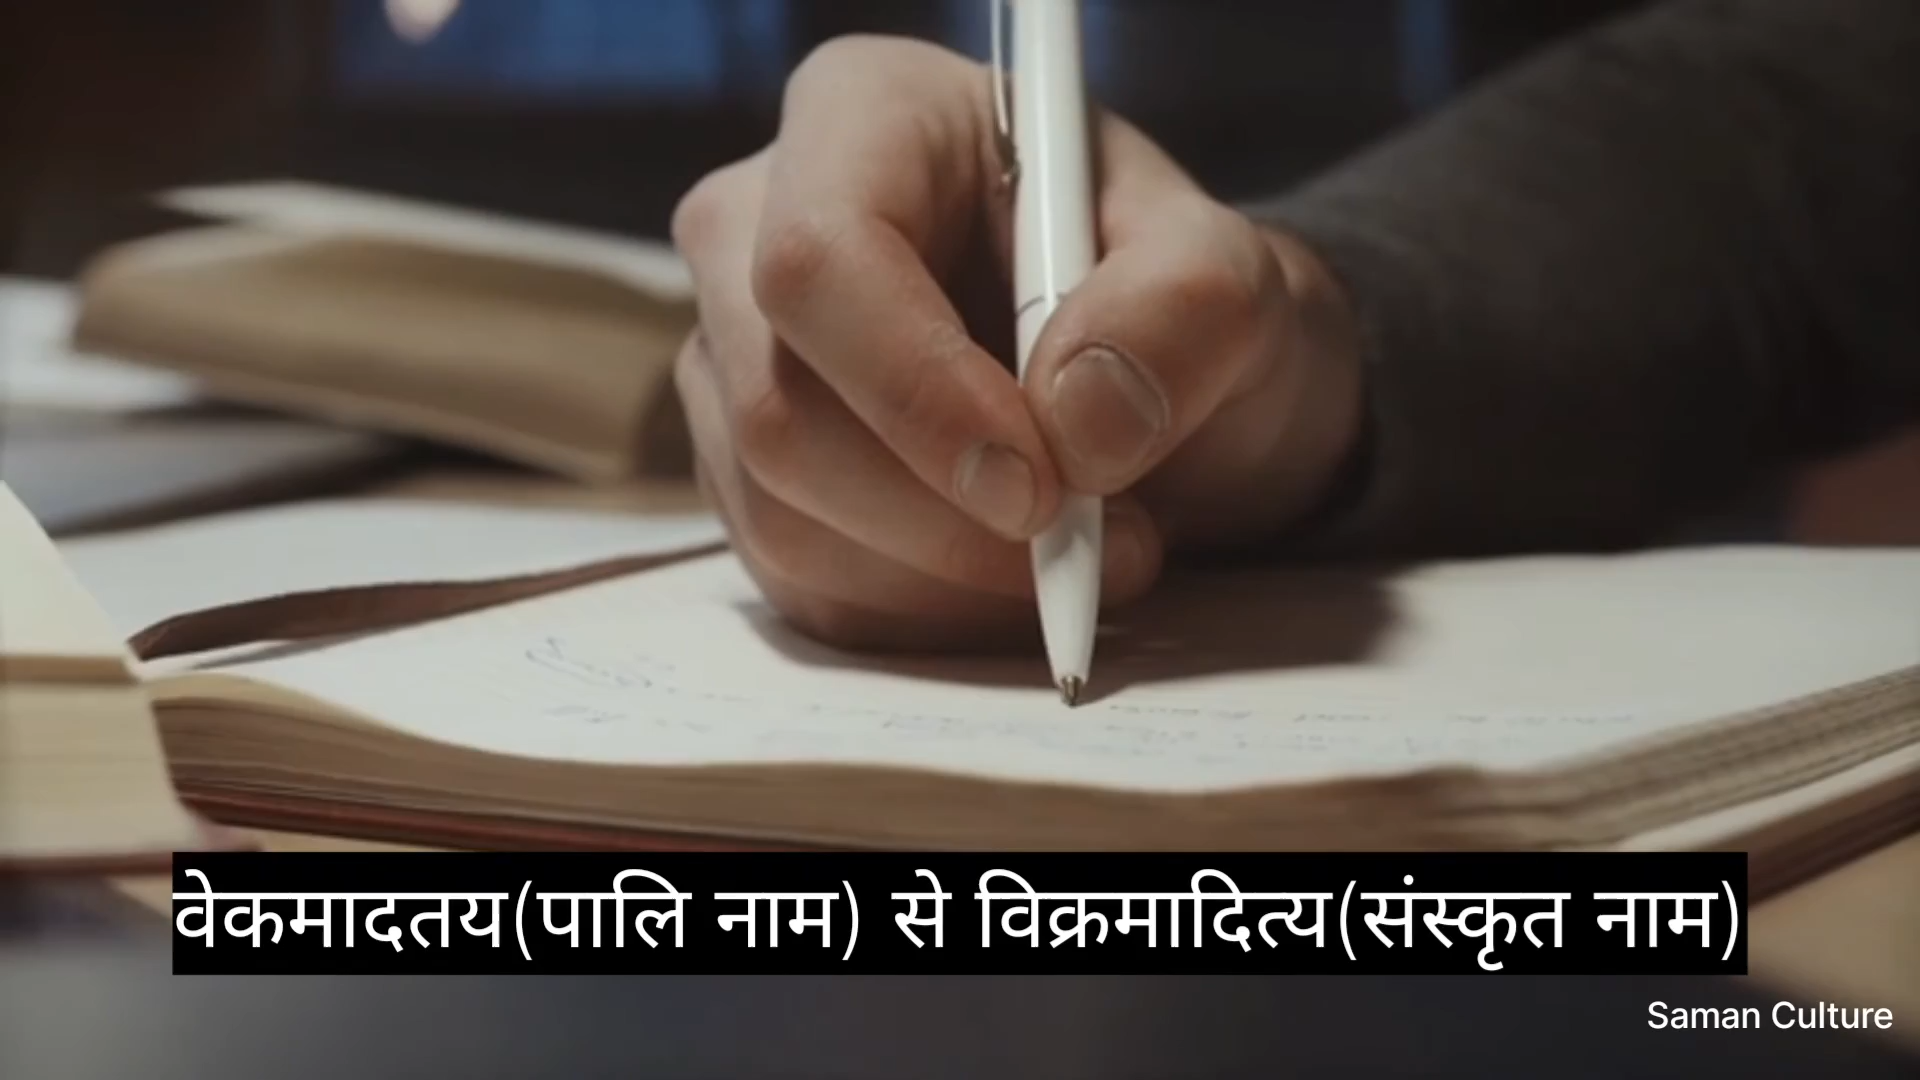 वेकमादतय(पालि नाम) से विक्रमादित्य(संस्कृत नाम)
Saman Culture